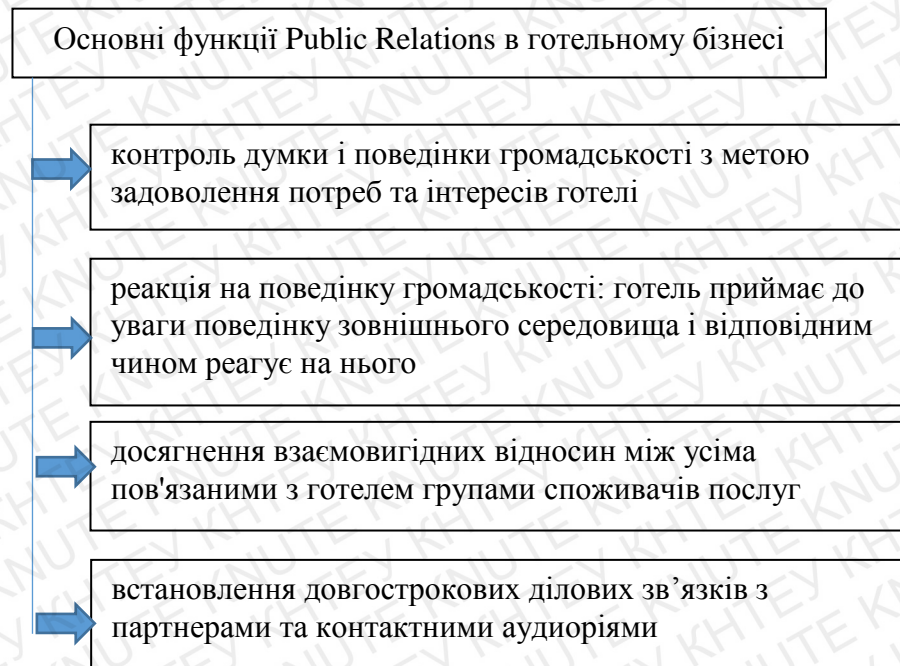 Основні функції Public Relations в готельному бізнесі
контроль думки і поведінки громадськості з метою
задоволення потреб та інтересів готелі
реакція на поведінку громадськості: готель приймає до
уваги поведінку зовнішнього середовища і відповідним
чином реагує на нього
досягнення взаємовигідних відносин між усіма
пов'язаними з готелем групами споживачів послуг
встановлення довгострокових ділових зв’язків з
партнерами та контактними аудиоріями